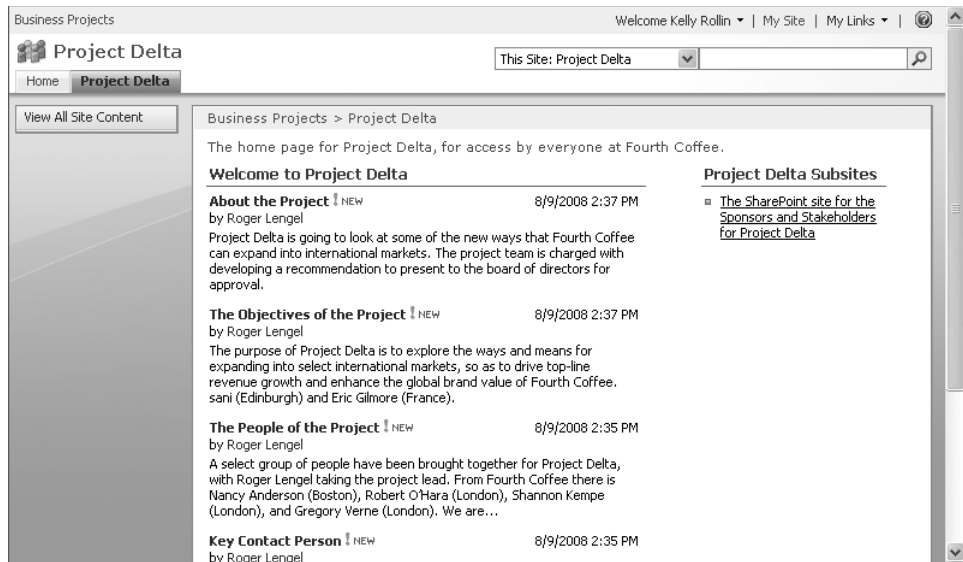 Business Projects
Welcome Kelly Rollin | My Site | My Links |
Project Delta
This Site: Project Delta
Home Project Delta
View All Site Content
Business Projects > Project Delta
The home page for Project Delta, for access by everyone at Fourth Coffee.
Welcome to Project Delta
About the Project ! NEW 8/9/2008 2:37 PM
by Roger Lengel
Project Delta is going to look at some of the new ways that Fourth Coffee
can expand into international markets. The project team is charged with
developing a recommendation to present to the board of directors for
approval.
The Objectives of the Project ! NEW 8/9/2008 2:37 PM
by Roger Lengel
The purpose of Project Delta is to explore the ways and means for
expanding into select international markets, so as to drive top-line
revenue growth and enhance the global brand value of Fourth Coffee.
sani (Edinburgh) and Eric Gilmore (France).
The People of the Project ! NEW 8/9/2008 2:35 PM
by Roger Lengel
A select group of people have been brought together for Project Delta,
with Roger Lengel taking the project lead. From Fourth Coffee there is
Nancy Anderson (Boston), Robert O'Hara (London), Shannon Kempe
(London), and Gregory Verne (London). We are...
Key Contact Person ! NEW 8/9/2008 2:35 PM
by Roger Lengel
Project Delta Subsites
The SharePoint site for the
Sponsors and Stakeholders
for Project Delta